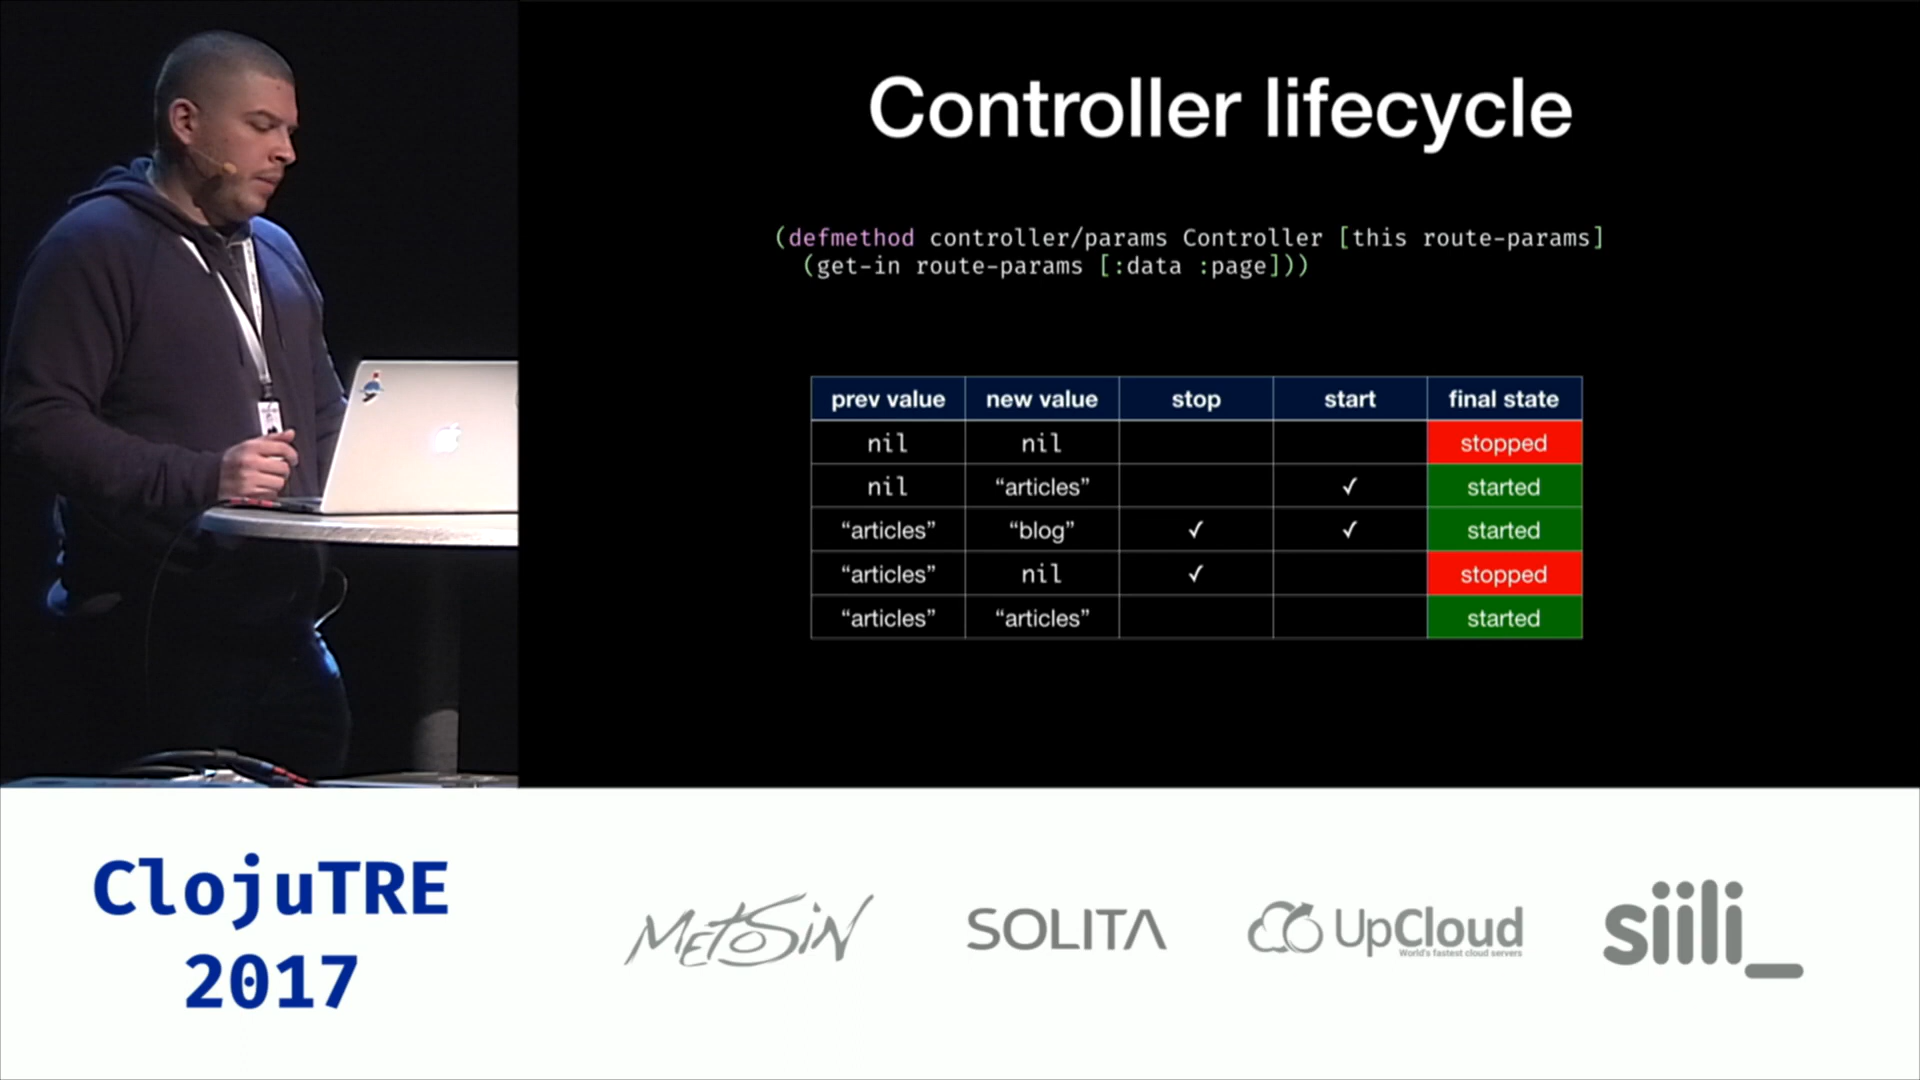 Controller lifecycle
(defmethod controller/params Controller [this route-params]
(get-in route-params [:data :page]))
prev value new value stop start final state
nil nil stopped
nil “articles” ✓ started
“articles” “blog” ✓ ✓ started
“articles” nil ✓ stopped
“articles” “articles” started
ClojuTRE
2017
METOSIN
SOLITA
UpCloud
World's fastest cloud servers
siili_